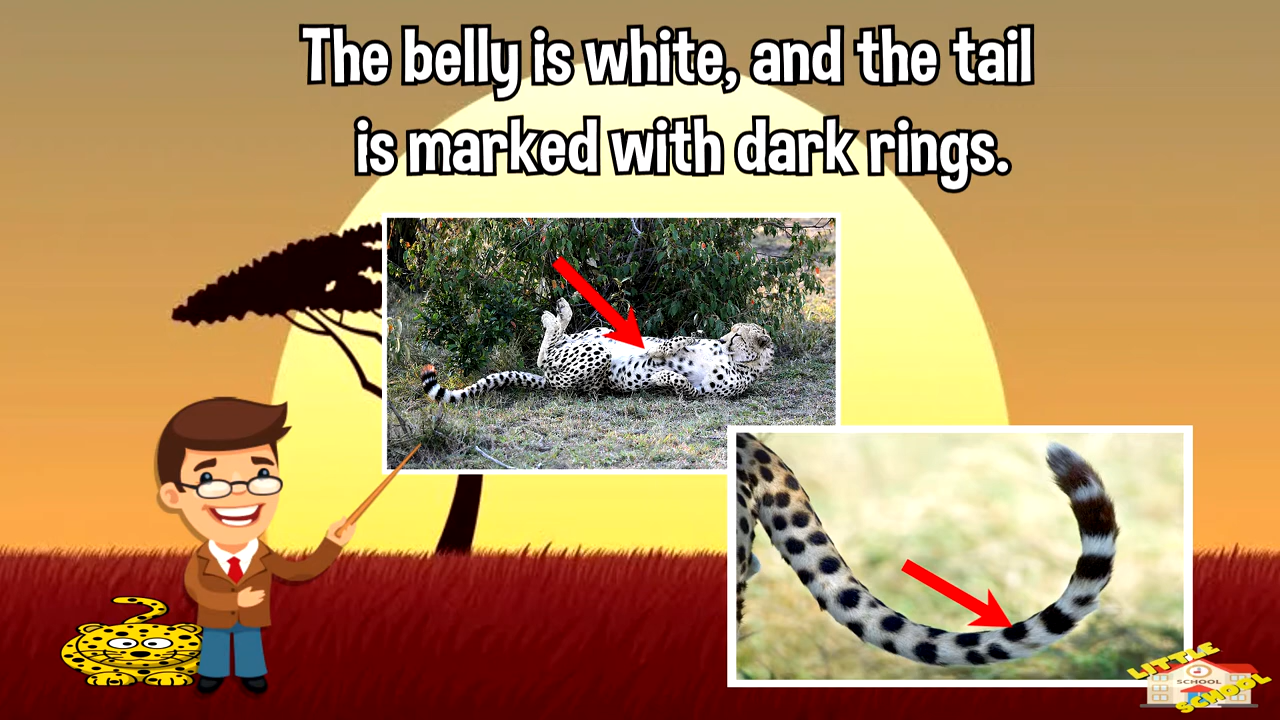 The belly is white, and the tail
is marked with dark rings.
LITTLE
SCHOOL
SCHOOL